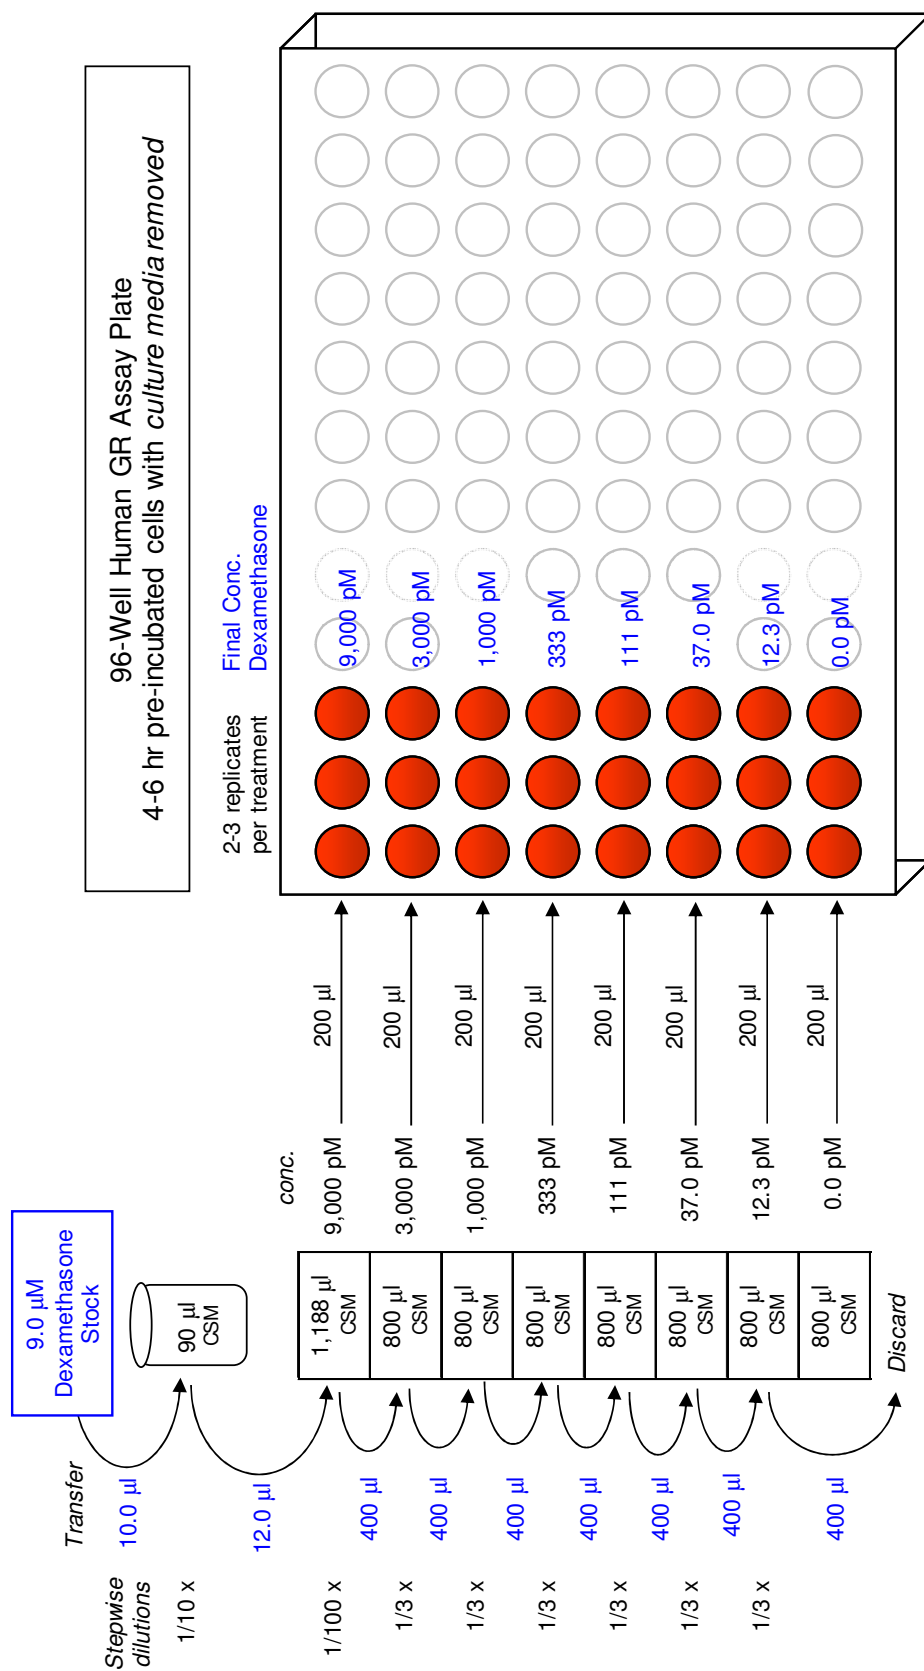 96-Well Human GR Assay Plate
4-6 hr pre-incubated cells with culture media removed
9.0 µM
Dexamethasone
Stock
Stepwise
dilutions
Transfer
1/10 x
10.0 µl
90 µl
CSM
12.0 µl
conc.
2-3 replicates
per treatment
Final Conc.
Dexamethasone
1/100 x
1,188 µl
CSM
9,000 pM
200 µl
9,000 pM
400 µl
1/3 x
800 µl
CSM
3,000 pM
200 µl
3,000 pM
400 µl
1/3 x
800 µl
CSM
1,000 pM
200 µl
1,000 pM
400 µl
1/3 x
800 µl
CSM
333 pM
200 µl
333 pM
400 µl
1/3 x
800 µl
CSM
111 pM
200 µl
111 pM
400 µl
1/3 x
800 µl
CSM
37.0 pM
200 µl
37.0 pM
400 µl
1/3 x
800 µl
CSM
12.3 pM
200 µl
12.3 pM
400 µl
800 µl
CSM
0.0 pM
200 µl
0.0 pM
Discard